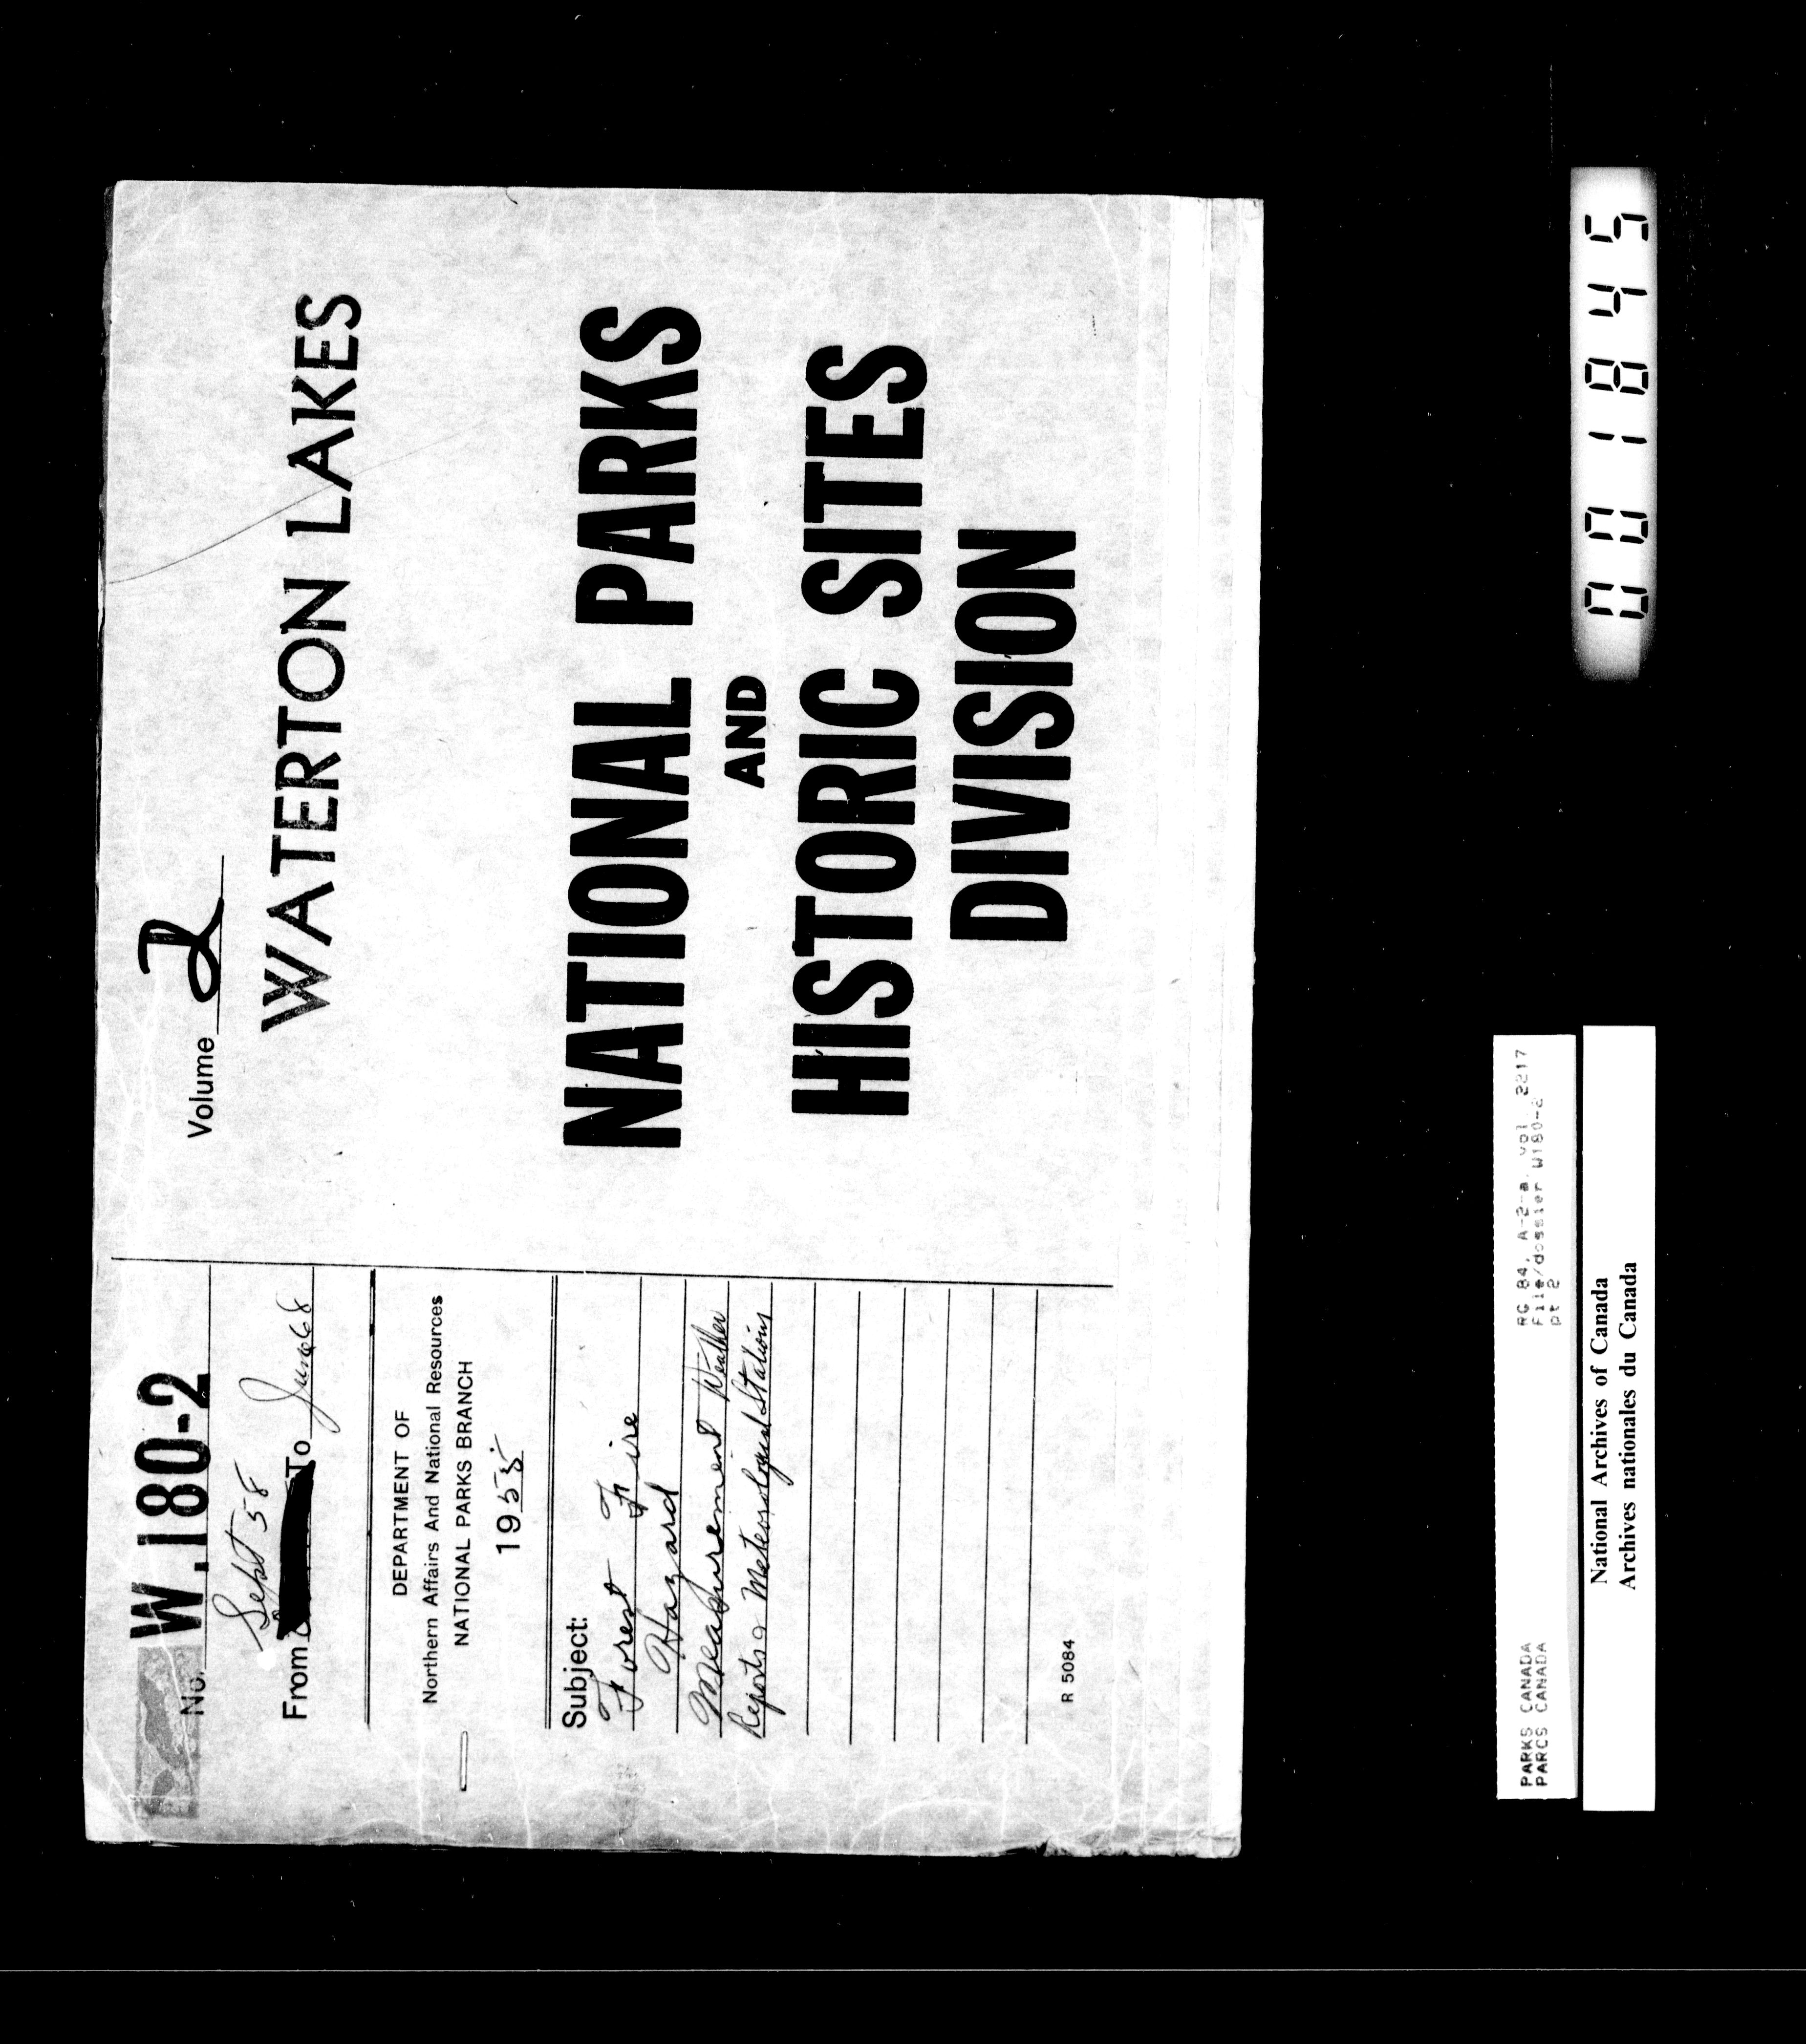 No. W.180-2
Sept 58
From To June 68
DEPARTMENT OF
Northern Affairs And National Resources
NATIONAL PARKS BRANCH
1955
Subject:
Forest Fire
Hazard
Measurement Weather
Reports & Meteorological Stations
R 5084
Volume 2
WATERTON LAKES
NATIONAL PARKS
AND
HISTORIC SITES
DIVISION
PARKS CANADA
PARCS CANADA
RG 84, A-2-a, vol. 2217
File/dossier W180-2
pt 2
National Archives of Canada
Archives nationales du Canada
001845